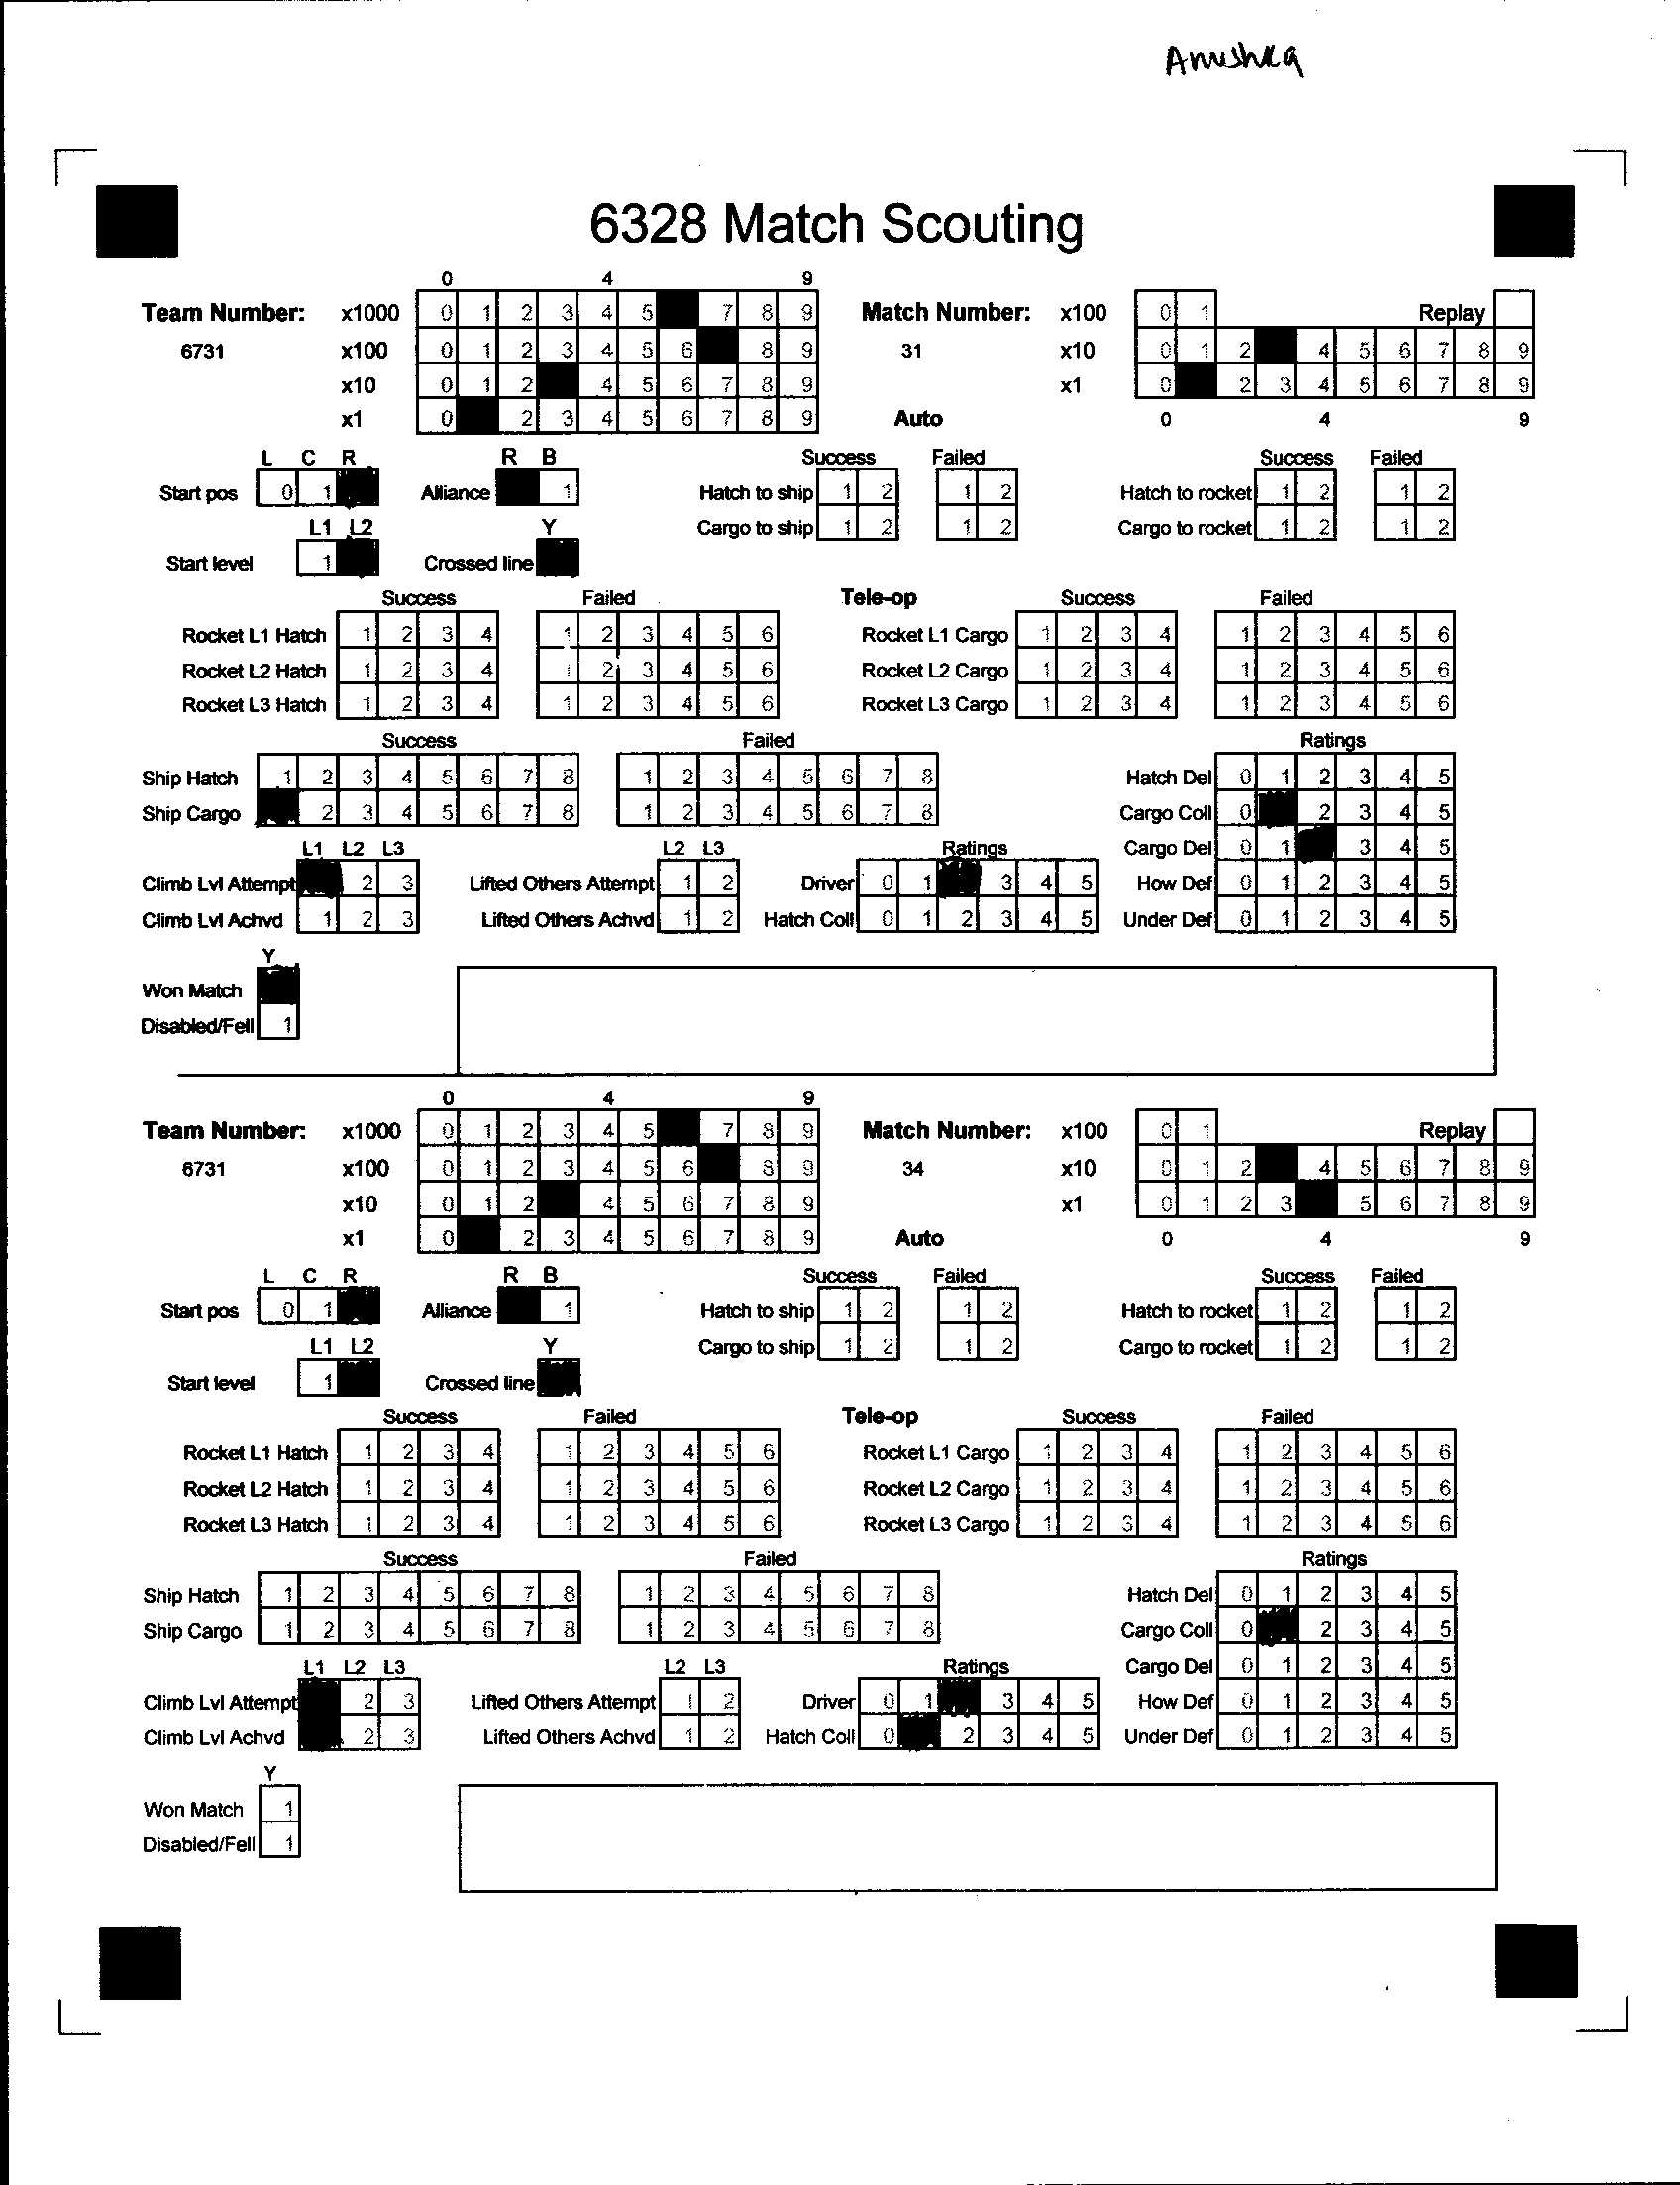 Anushka
6328 Match Scouting
0 4 9
Team Number: x1000 0 1 2 3 4 5 7 8 9 Match Number: x100 0 1 Replay
6731 x100 0 1 2 3 4 5 6 8 9 31 x10 0 1 2 4 5 6 7 8 9
x10 0 1 2 4 5 6 7 8 9 x1 0 2 3 4 5 6 7 8 9
x1 0 2 3 4 5 6 7 8 9 Auto 0 4 9
L C R R B Success Failed Success Failed
Start pos 0 1 Alliance 1 Hatch to ship 1 2 1 2 Hatch to rocket 1 2 1 2
L1 L2 Y Cargo to ship 1 2 1 2 Cargo to rocket 1 2 1 2
Start level 1 Crossed line
Success Failed Tele-op Success Failed
Rocket L1 Hatch 1 2 3 4 1 2 3 4 5 6 Rocket L1 Cargo 1 2 3 4 1 2 3 4 5 6
Rocket L2 Hatch 1 2 3 4 1 2 3 4 5 6 Rocket L2 Cargo 1 2 3 4 1 2 3 4 5 6
Rocket L3 Hatch 1 2 3 4 1 2 3 4 5 6 Rocket L3 Cargo 1 2 3 4 1 2 3 4 5 6
Success Failed Ratings
Ship Hatch 1 2 3 4 5 6 7 8 1 2 3 4 5 6 7 8 Hatch Del 0 1 2 3 4 5
Ship Cargo 2 3 4 5 6 7 8 1 2 3 4 5 6 7 8 Cargo Coll 0 2 3 4 5
L1 L2 L3 L2 L3 Ratings Cargo Del 0 1 3 4 5
Climb Lvl Attempt 2 3 Lifted Others Attempt 1 2 Driver 0 1 3 4 5 How Def 0 1 2 3 4 5
Climb Lvl Achvd 1 2 3 Lifted Others Achvd 1 2 Hatch Coll 0 1 2 3 4 5 Under Def 0 1 2 3 4 5
Y
Won Match
Disabled/Fell 1
0 4 9
Team Number: x1000 0 1 2 3 4 5 7 8 9 Match Number: x100 0 1 Replay
6731 x100 0 1 2 3 4 5 6 8 9 34 x10 0 1 2 4 5 6 7 8 9
x10 0 1 2 4 5 6 7 8 9 x1 0 1 2 3 5 6 7 8 9
x1 0 2 3 4 5 6 7 8 9 Auto 0 4 9
L C R R B Success Failed Success Failed
Start pos 0 1 Alliance 1 Hatch to ship 1 2 1 2 Hatch to rocket 1 2 1 2
L1 L2 Y Cargo to ship 1 2 1 2 Cargo to rocket 1 2 1 2
Start level 1 Crossed line
Success Failed Tele-op Success Failed
Rocket L1 Hatch 1 2 3 4 1 2 3 4 5 6 Rocket L1 Cargo 1 2 3 4 1 2 3 4 5 6
Rocket L2 Hatch 1 2 3 4 1 2 3 4 5 6 Rocket L2 Cargo 1 2 3 4 1 2 3 4 5 6
Rocket L3 Hatch 1 2 3 4 1 2 3 4 5 6 Rocket L3 Cargo 1 2 3 4 1 2 3 4 5 6
Success Failed Ratings
Ship Hatch 1 2 3 4 5 6 7 8 1 2 3 4 5 6 7 8 Hatch Del 0 1 2 3 4 5
Ship Cargo 1 2 3 4 5 6 7 8 1 2 3 4 5 6 7 8 Cargo Coll 0 2 3 4 5
L1 L2 L3 L2 L3 Ratings Cargo Del 0 1 2 3 4 5
Climb Lvl Attempt 2 3 Lifted Others Attempt 1 2 Driver 0 1 3 4 5 How Def 0 1 2 3 4 5
Climb Lvl Achvd 2 3 Lifted Others Achvd 1 2 Hatch Coll 0 2 3 4 5 Under Def 0 1 2 3 4 5
Y
Won Match 1
Disabled/Fell 1